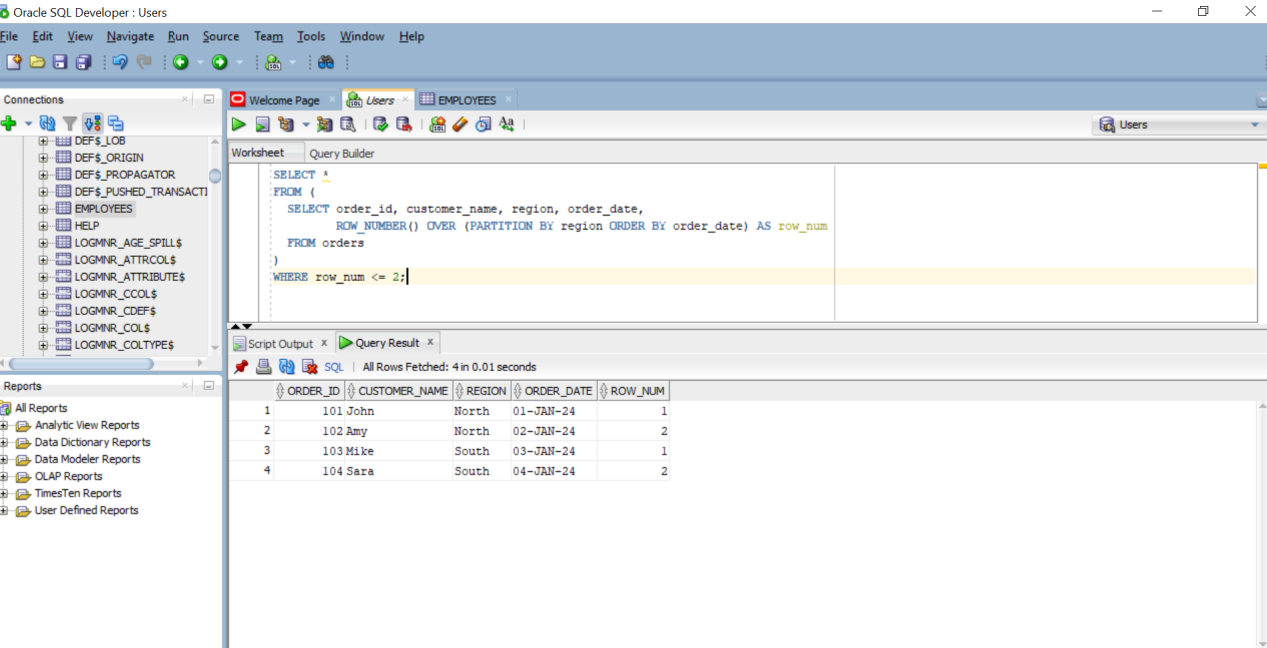 Oracle SQL Developer : Users
File Edit View Navigate Run Source Team Tools Window Help
Connections
DEF$_LOB
DEF$_ORIGIN
DEF$_PROPAGATOR
DEF$_PUSHED_TRANSACTI
EMPLOYEES
HELP
LOGMNR_AGE_SPILL$
LOGMNR_ATTRCOL$
LOGMNR_ATTRIBUTE$
LOGMNR_CCOL$
LOGMNR_CDEF$
LOGMNR_COL$
LOGMNR_COLTYPE$
Reports
All Reports
Analytic View Reports
Data Dictionary Reports
Data Modeler Reports
OLAP Reports
TimesTen Reports
User Defined Reports
Welcome Page Users EMPLOYEES
Users
Worksheet Query Builder
SELECT *
FROM (
SELECT order_id, customer_name, region, order_date,
ROW_NUMBER() OVER (PARTITION BY region ORDER BY order_date) AS row_num
FROM orders
)
WHERE row_num <= 2;
Script Output x Query Result x
SQL | All Rows Fetched: 4 in 0.01 seconds
ORDER_ID CUSTOMER_NAME REGION ORDER_DATE ROW_NUM
1 101 John North 01-JAN-24 1
2 102 Amy North 02-JAN-24 2
3 103 Mike South 03-JAN-24 1
4 104 Sara South 04-JAN-24 2